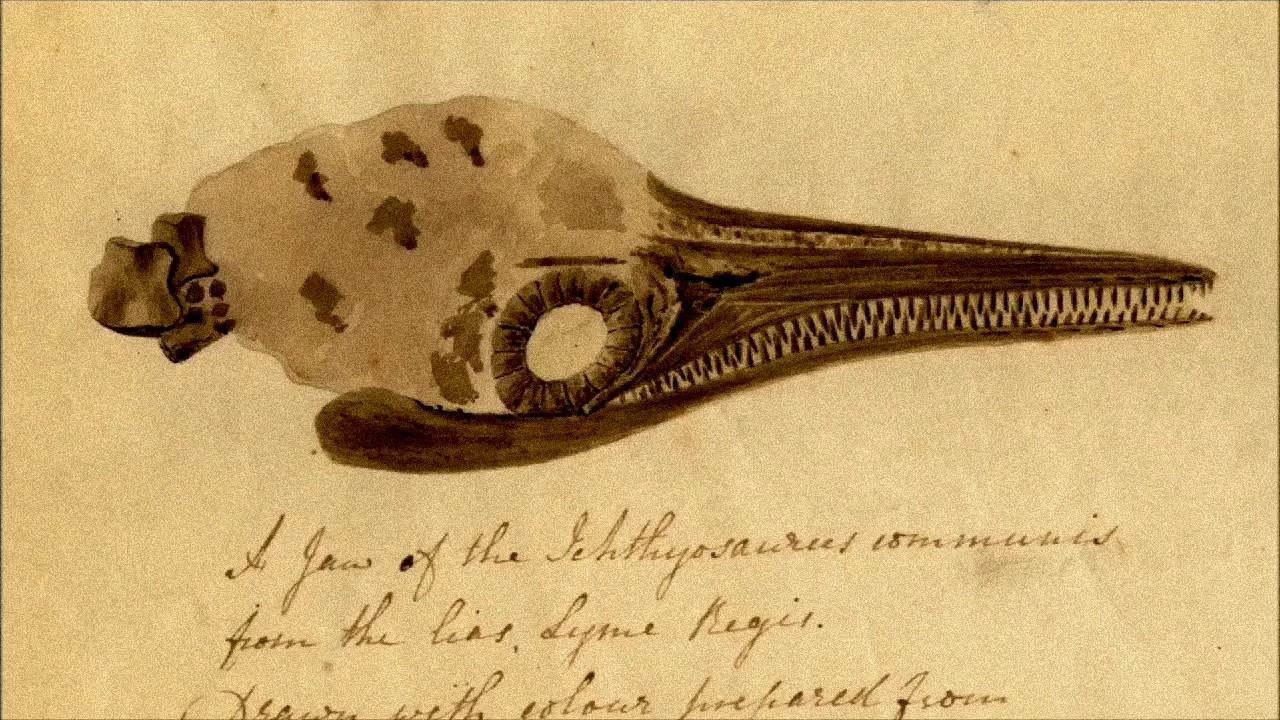 A Jaw of the Ichthyosaurus communis
from the lias, Lyme Regis.
Drawn with colour prepared from